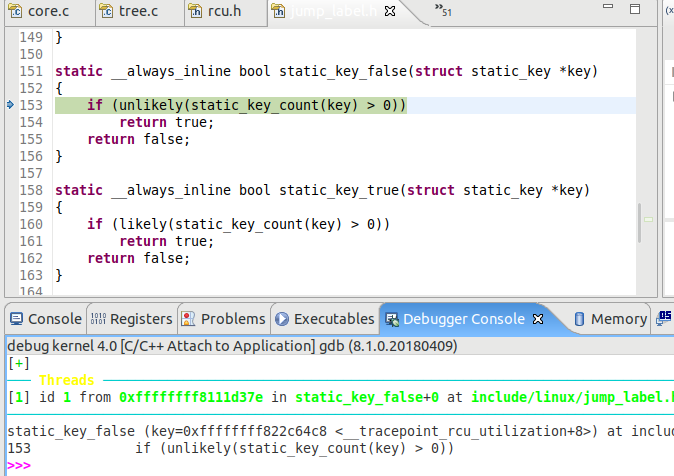 core.c tree.c rcu.h jump_label.h "51 (x
149 }
150
151 static __always_inline bool static_key_false(struct static_key *key)
152 {
153     if (unlikely(static_key_count(key) > 0))
154         return true;
155     return false;
156 }
157
158 static __always_inline bool static_key_true(struct static_key *key)
159 {
160     if (likely(static_key_count(key) > 0))
161         return true;
162     return false;
163 }
164
Console Registers Problems Executables Debugger Console Memory
debug kernel 4.0 [C/C++ Attach to Application] gdb (8.1.0.20180409)
[+]
Threads
[1] id 1 from 0xffffffff8111d37e in static_key_false+0 at include/linux/jump_label.h
static_key_false (key=0xffffffff822c64c8 <__tracepoint_rcu_utilization+8>) at inclu
153             if (unlikely(static_key_count(key) > 0))
>>>